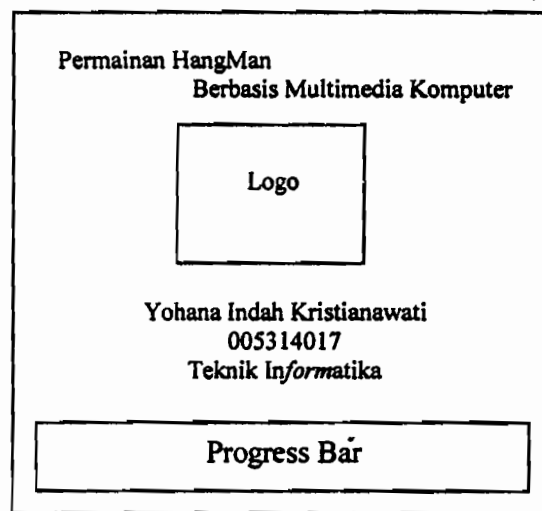 Permainan HangMan
Berbasis Multimedia Komputer
Logo
Yohana Indah Kristianawati
005314017
Teknik Informatika
Progress Bar